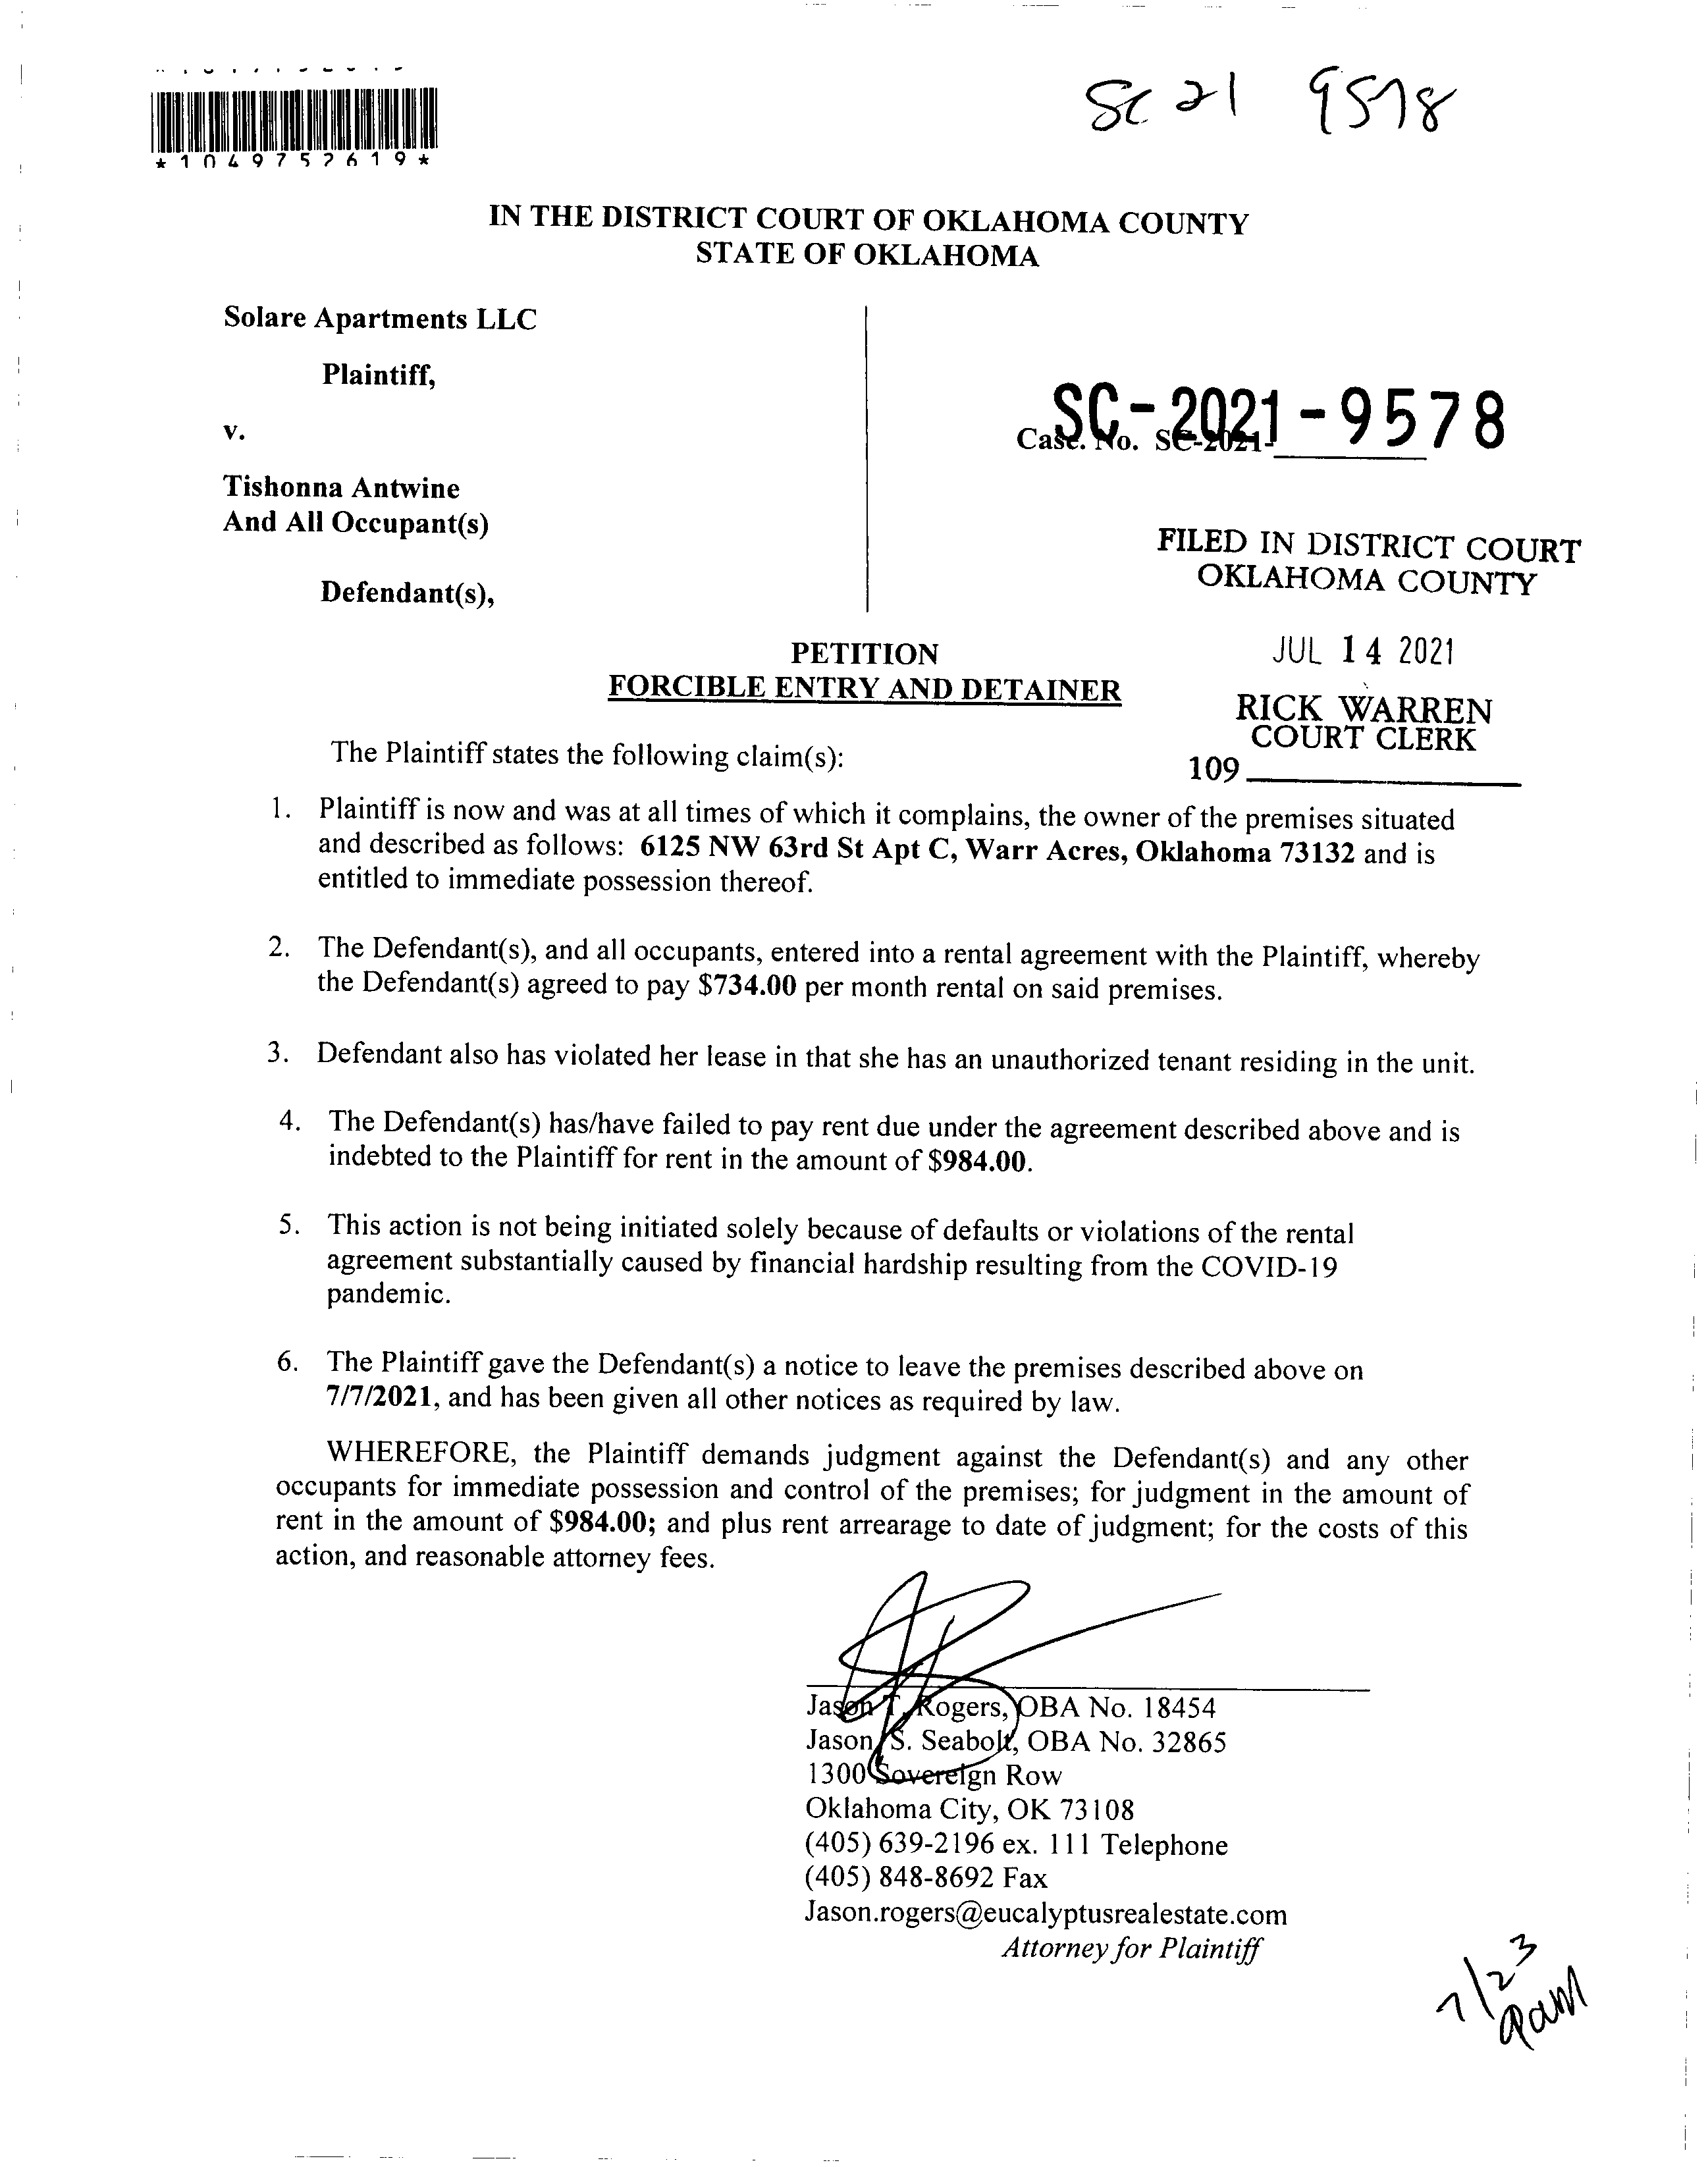 SC 21 9578
*1049752619*
IN THE DISTRICT COURT OF OKLAHOMA COUNTY
STATE OF OKLAHOMA
Solare Apartments LLC
Plaintiff,
v.
Case. No. SC-2021-
SC-2021-9578
Tishonna Antwine
And All Occupant(s)
Defendant(s),
FILED IN DISTRICT COURT
OKLAHOMA COUNTY
JUL 14 2021
RICK WARREN
COURT CLERK
109
PETITION
FORCIBLE ENTRY AND DETAINER
The Plaintiff states the following claim(s):
1. Plaintiff is now and was at all times of which it complains, the owner of the premises situated
and described as follows: 6125 NW 63rd St Apt C, Warr Acres, Oklahoma 73132 and is
entitled to immediate possession thereof.
2. The Defendant(s), and all occupants, entered into a rental agreement with the Plaintiff, whereby
the Defendant(s) agreed to pay $734.00 per month rental on said premises.
3. Defendant also has violated her lease in that she has an unauthorized tenant residing in the unit.
4. The Defendant(s) has/have failed to pay rent due under the agreement described above and is
indebted to the Plaintiff for rent in the amount of $984.00.
5. This action is not being initiated solely because of defaults or violations of the rental
agreement substantially caused by financial hardship resulting from the COVID-19
pandemic.
6. The Plaintiff gave the Defendant(s) a notice to leave the premises described above on
7/7/2021, and has been given all other notices as required by law.
WHEREFORE, the Plaintiff demands judgment against the Defendant(s) and any other
occupants for immediate possession and control of the premises; for judgment in the amount of
rent in the amount of $984.00; and plus rent arrearage to date of judgment; for the costs of this
action, and reasonable attorney fees.
Jason T. Rogers, OBA No. 18454
Jason S. Seabolt, OBA No. 32865
1300 Sovereign Row
Oklahoma City, OK 73108
(405) 639-2196 ex. 111 Telephone
(405) 848-8692 Fax
Jason.rogers@eucalyptusrealestate.com
Attorney for Plaintiff
7/23
9am